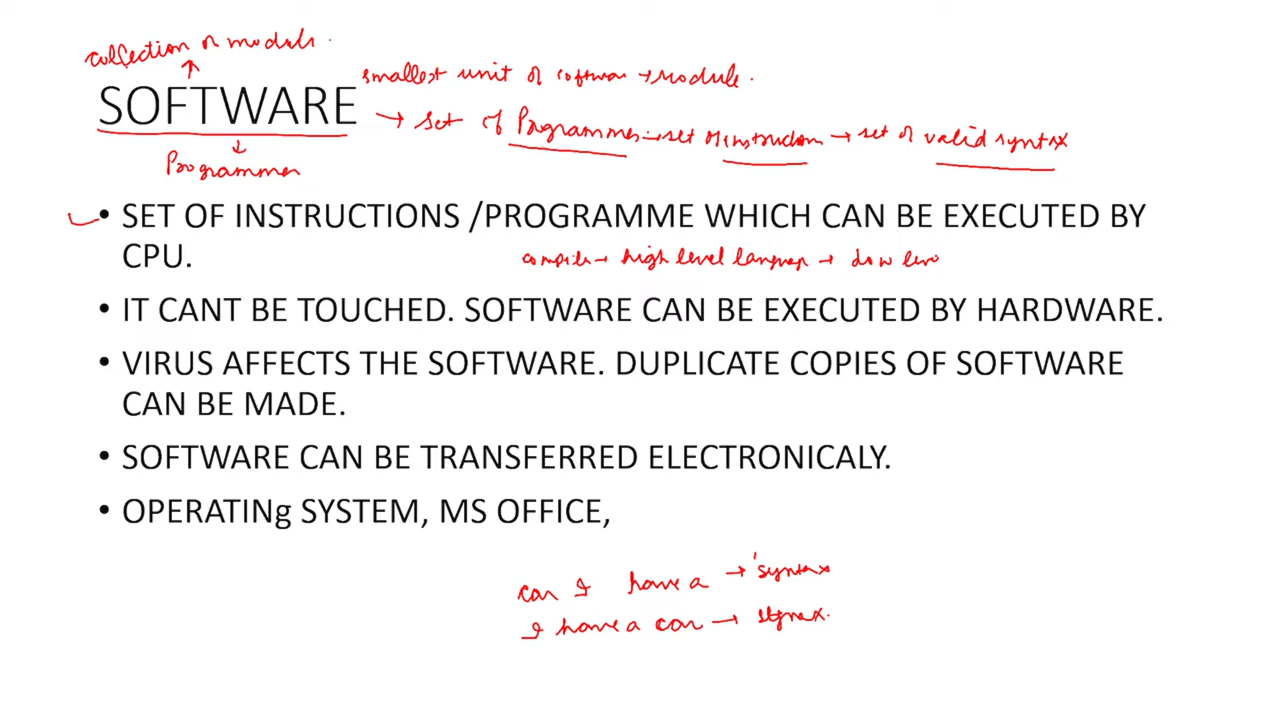 collection of module.
smallest unit of software → module.
SOFTWARE
→ set of Programmes → set of instruction → set of valid syntax
Programmer
• SET OF INSTRUCTIONS /PROGRAMME WHICH CAN BE EXECUTED BY
CPU.
compiler → high level language → low level
• IT CANT BE TOUCHED. SOFTWARE CAN BE EXECUTED BY HARDWARE.
• VIRUS AFFECTS THE SOFTWARE. DUPLICATE COPIES OF SOFTWARE
CAN BE MADE.
• SOFTWARE CAN BE TRANSFERRED ELECTRONICALY.
• OPERATINg SYSTEM, MS OFFICE,
car I have a → syntax
I have a car →